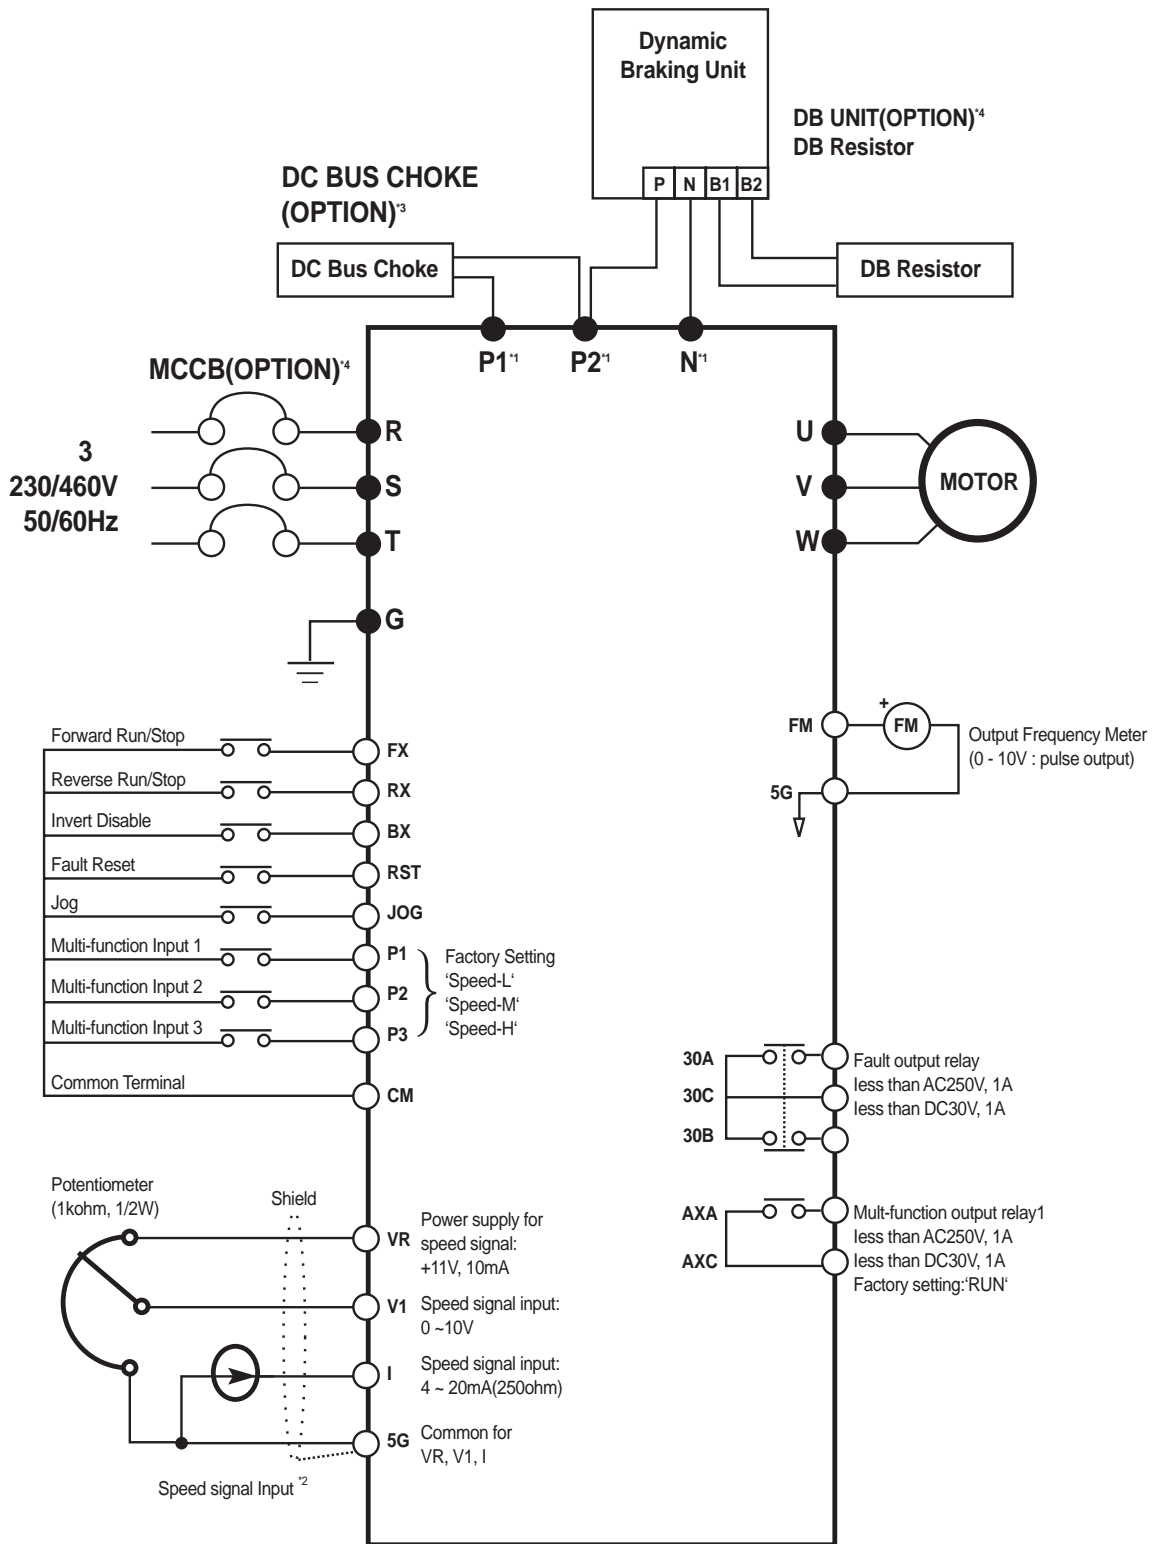 Dynamic
Braking Unit
DB UNIT(OPTION)*4
DB Resistor
P N B1 B2
DC BUS CHOKE
(OPTION)*3
DC Bus Choke
DB Resistor
P1*1 P2*1 N*1
MCCB(OPTION)*4
3
230/460V
50/60Hz
R
S
T
G
U
V
W
MOTOR
Forward Run/Stop
FX
Reverse Run/Stop
RX
Invert Disable
BX
Fault Reset
RST
Jog
JOG
Multi-function Input 1
P1
Multi-function Input 2
P2
Multi-function Input 3
P3
Factory Setting
‘Speed-L‘
‘Speed-M‘
‘Speed-H‘
Common Terminal
CM
FM
+
FM
Output Frequency Meter
(0 - 10V : pulse output)
5G
30A
30C
30B
Fault output relay
less than AC250V, 1A
less than DC30V, 1A
AXA
AXC
Mult-function output relay1
less than AC250V, 1A
less than DC30V, 1A
Factory setting:‘RUN‘
Potentiometer
(1kohm, 1/2W)
Shield
VR
Power supply for
speed signal:
+11V, 10mA
V1
Speed signal input:
0 ~10V
I
Speed signal input:
4 ~ 20mA(250ohm)
5G
Common for
VR, V1, I
Speed signal Input *2